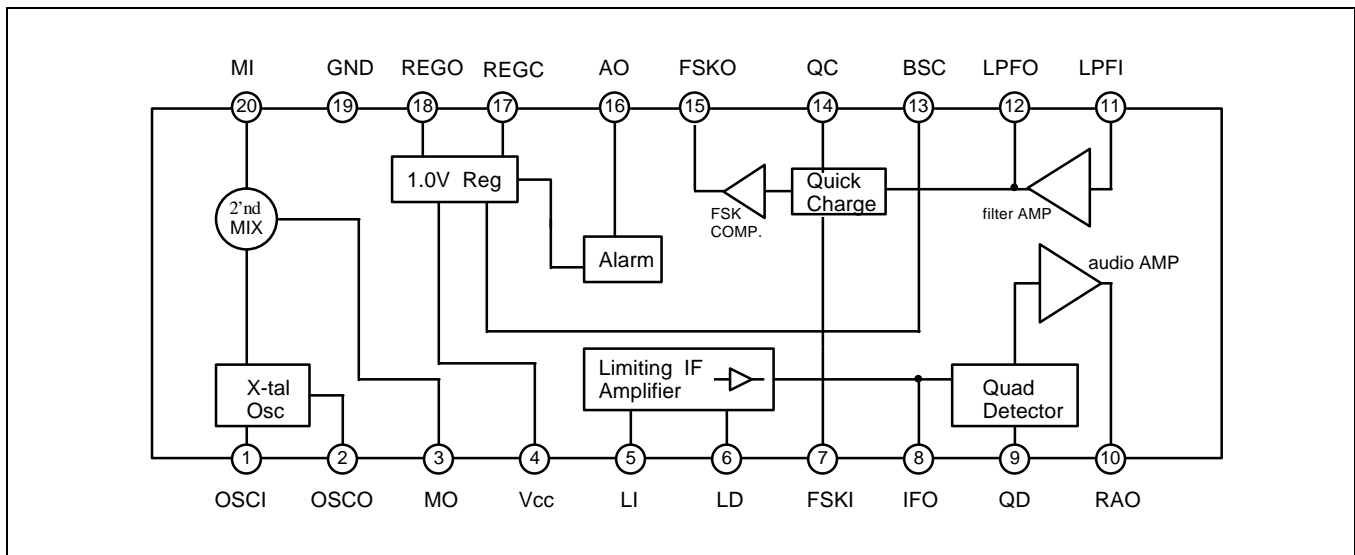 MI GND REGO REGC AO FSKO QC BSC LPFO LPFI
20 19 18 17 16 15 14 13 12 11
1.0V Reg
Quick
Charge
2'nd
MIX
FSK
COMP.
filter AMP
Alarm
audio AMP
Limiting IF
Amplifier
X-tal
Osc
Quad
Detector
1 2 3 4 5 6 7 8 9 10
OSCI OSCO MO Vcc LI LD FSKI IFO QD RAO